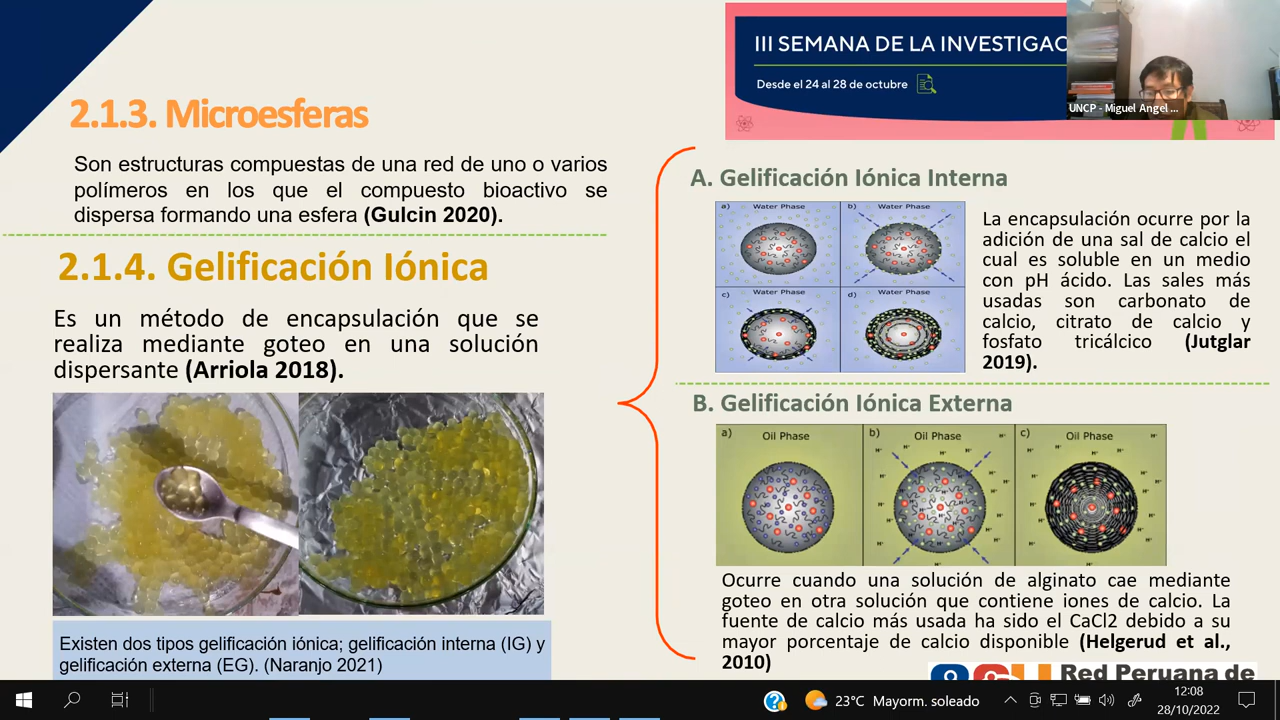 III SEMANA DE LA INVESTIGAC
Desde el 24 al 28 de octubre
UNCP - Miguel Angel ...
2.1.3. Microesferas
Son estructuras compuestas de una red de uno o varios
polímeros en los que el compuesto bioactivo se
dispersa formando una esfera (Gulcin 2020).
2.1.4. Gelificación Iónica
Es un método de encapsulación que se
realiza mediante goteo en una solución
dispersante (Arriola 2018).
Existen dos tipos gelificación iónica; gelificación interna (IG) y
gelificación externa (EG). (Naranjo 2021)
A. Gelificación Iónica Interna
a) Water Phase
b) Water Phase
c) Water Phase
d) Water Phase
La encapsulación ocurre por la
adición de una sal de calcio el
cual es soluble en un medio
con pH ácido. Las sales más
usadas son carbonato de
calcio, citrato de calcio y
fosfato tricálcico (Jutglar
2019).
B. Gelificación Iónica Externa
a) Oil Phase
b) Oil Phase
c) Oil Phase
Ocurre cuando una solución de alginato cae mediante
goteo en otra solución que contiene iones de calcio. La
fuente de calcio más usada ha sido el CaCl2 debido a su
mayor porcentaje de calcio disponible (Helgerud et al.,
2010)
Red Peruana de
23°C Mayorm. soleado
12:08
28/10/2022